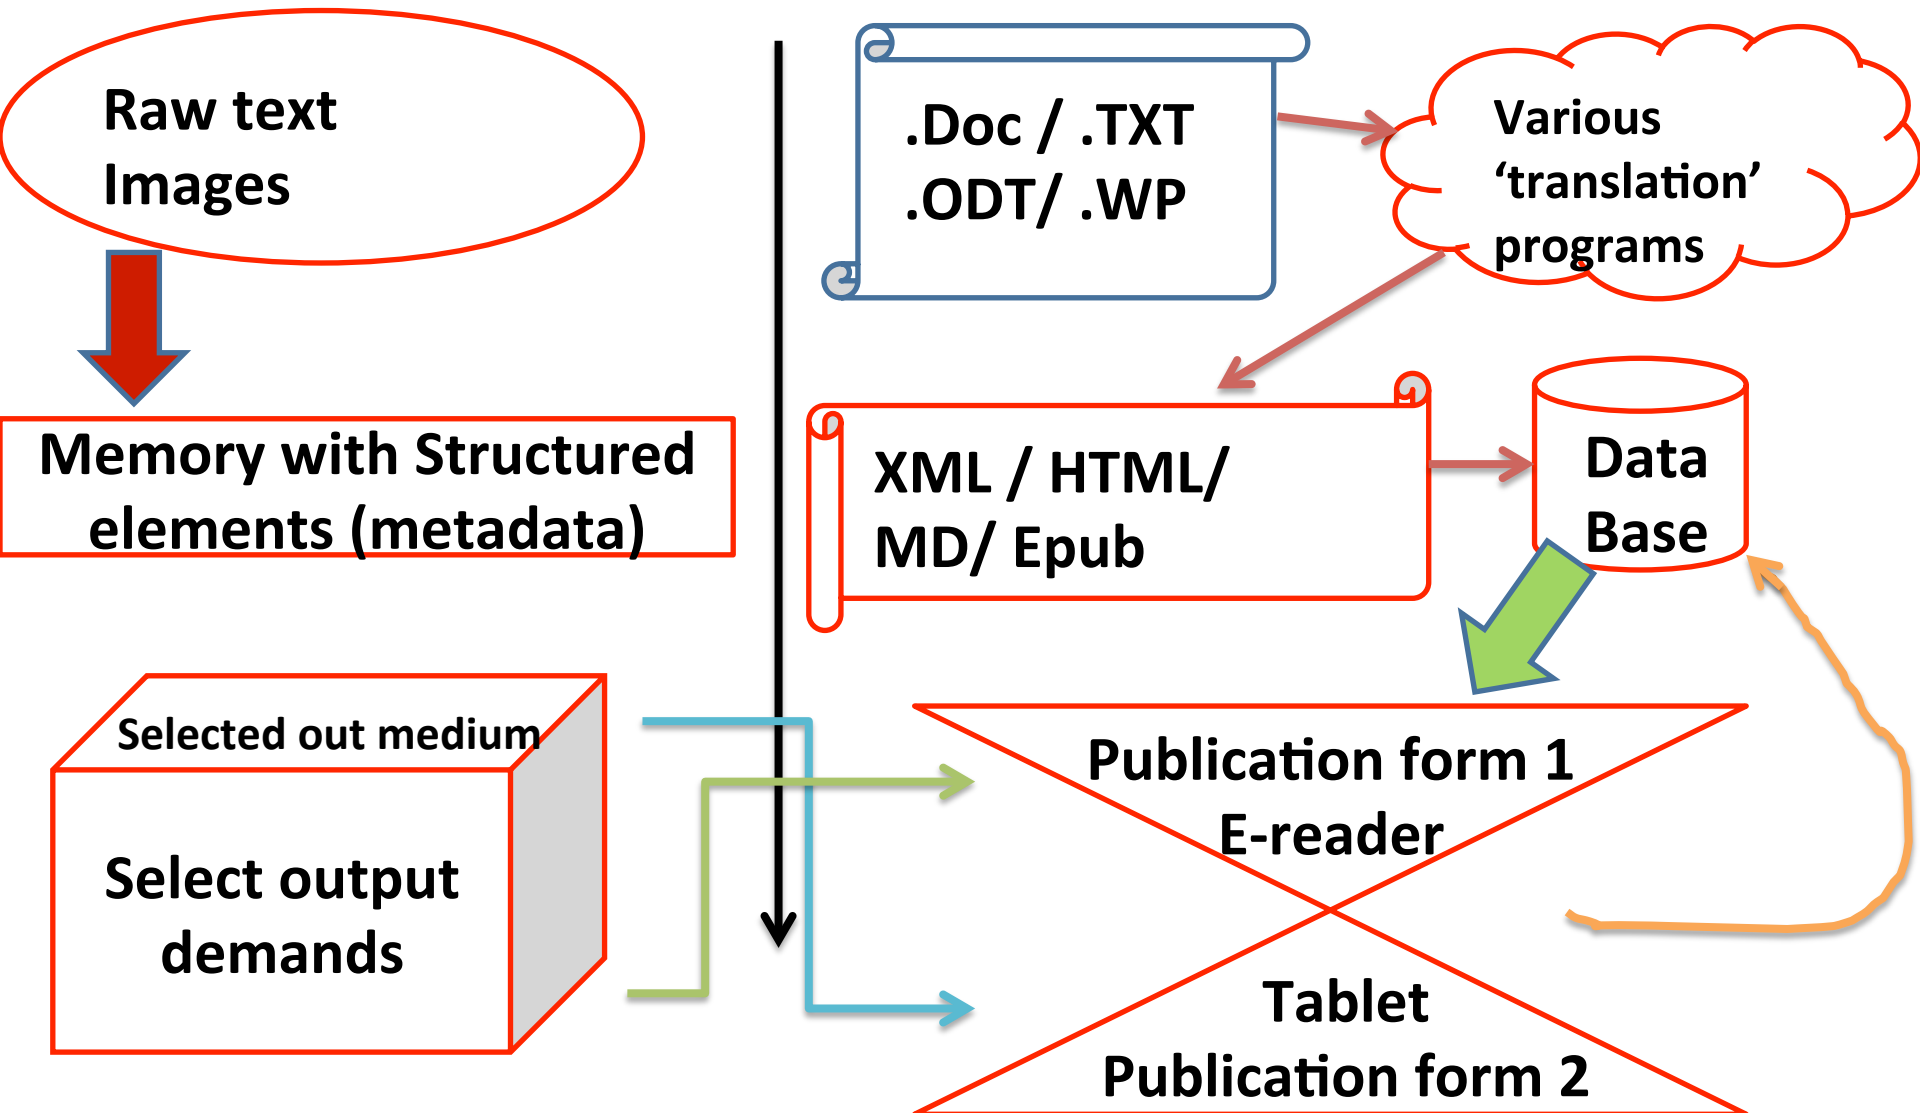 Raw text
Images
Memory with Structured
elements (metadata)
Selected out medium
Select output
demands
.Doc / .TXT
.ODT/ .WP
Various
‘translation’
programs
XML / HTML/
MD/ Epub
Data
Base
Publication form 1
E-reader
Tablet
Publication form 2